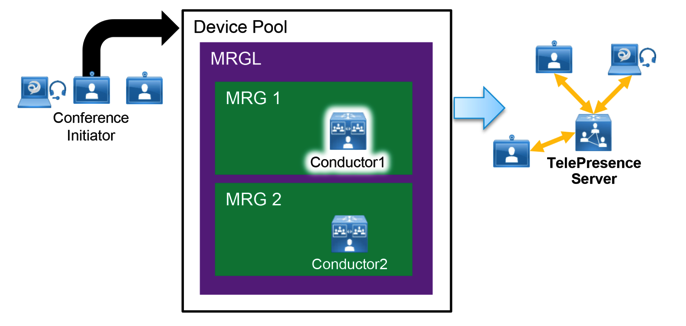 Device Pool
MRGL
MRG 1
Conductor1
MRG 2
Conductor2
Conference
Initiator
TelePresence
Server